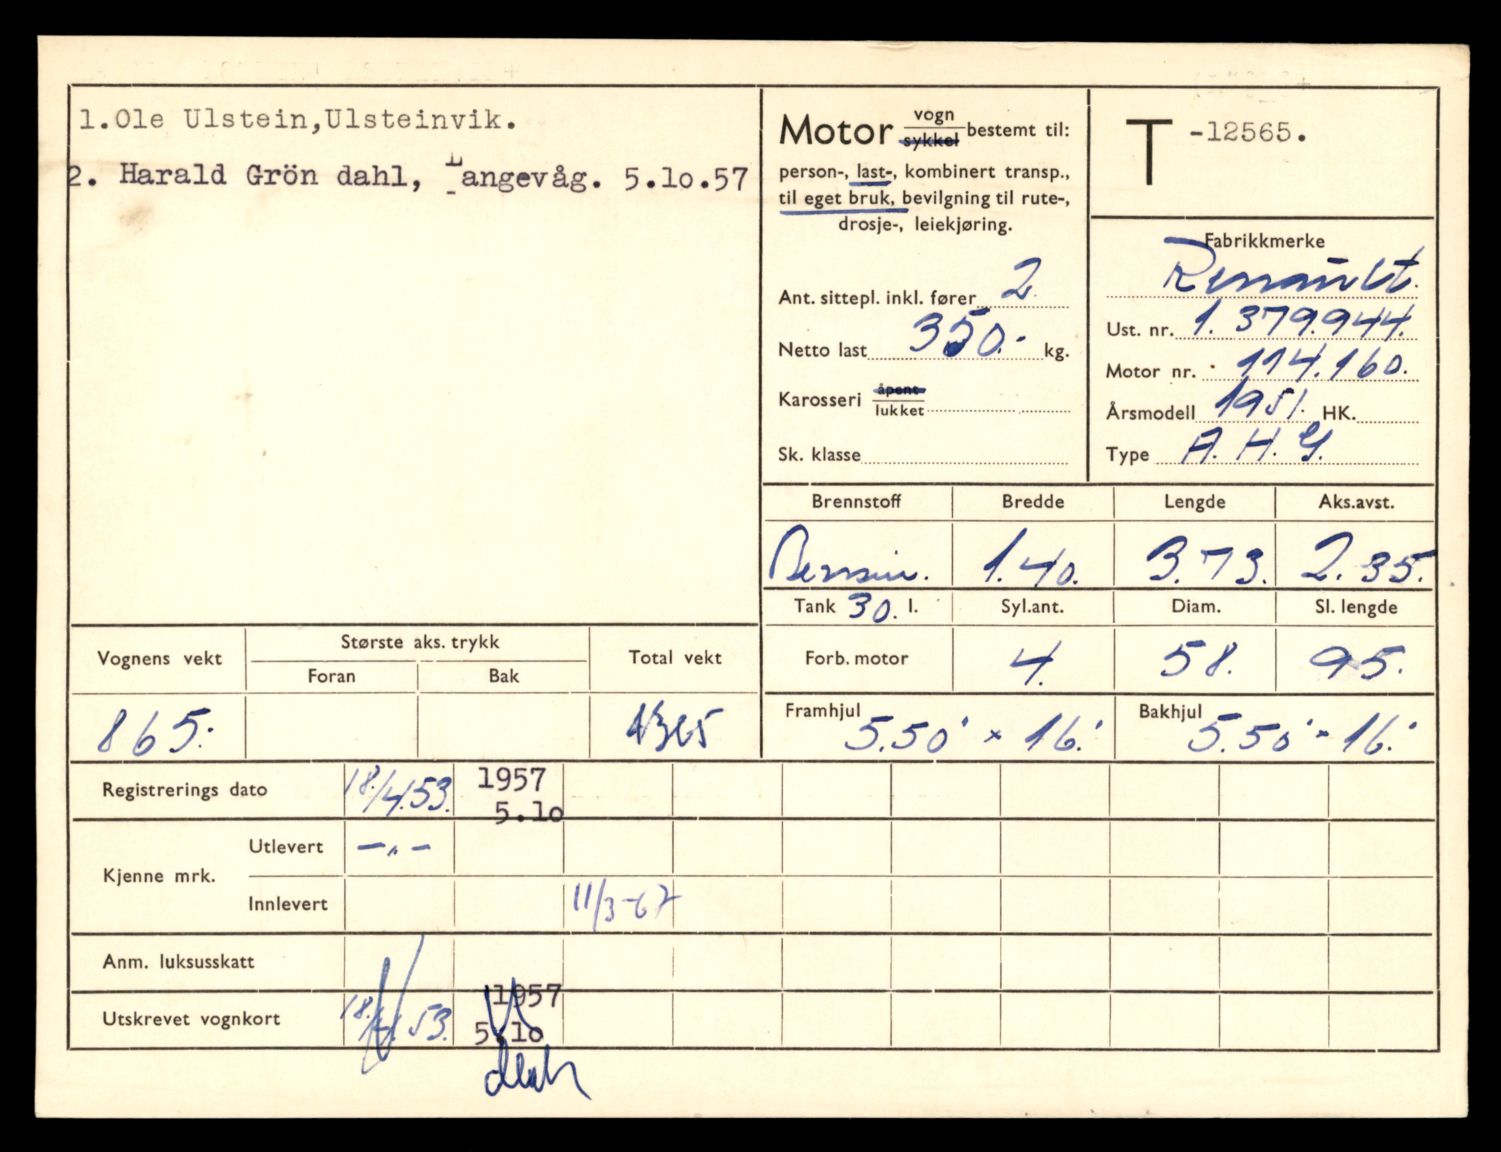 1.Ole Ulstein,Ulsteinvik.
2. Harald Grön dahl, Langevåg. 5.10.57
Motor vogn sykkel bestemt til:
person-, last-, kombinert transp.,
til eget bruk, bevilgning til rute-,
drosje-, leiekjøring.
Ant. sittepl. inkl. fører 2
Netto last 350.- kg.
Karosseri åpent lukket
Sk. klasse
T -12565.
Fabrikkmerke
Renault.
Ust. nr. 1.379.944.
Motor nr. 114.160.
Årsmodell 1951. HK.
Type A.H.G.
Brennstoff Bredde Lengde Aks.avst.
Bensin. 1.40. 3.73. 2.35.
Tank 30. l. Syl.ant. Diam. Sl. lengde
Forb. motor 4. 58. 95.
Framhjul 5.50" × 16." Bakhjul 5.50" - 16."
Vognens vekt Største aks. trykk Total vekt
Foran Bak
865. 1365
Registrerings dato 18./4.53. 1957
5.10
Kjenne mrk.
Utlevert —„—
Innlevert 11/3-67
Anm. luksusskatt
Utskrevet vognkort 18./4.53. 1957
5.10